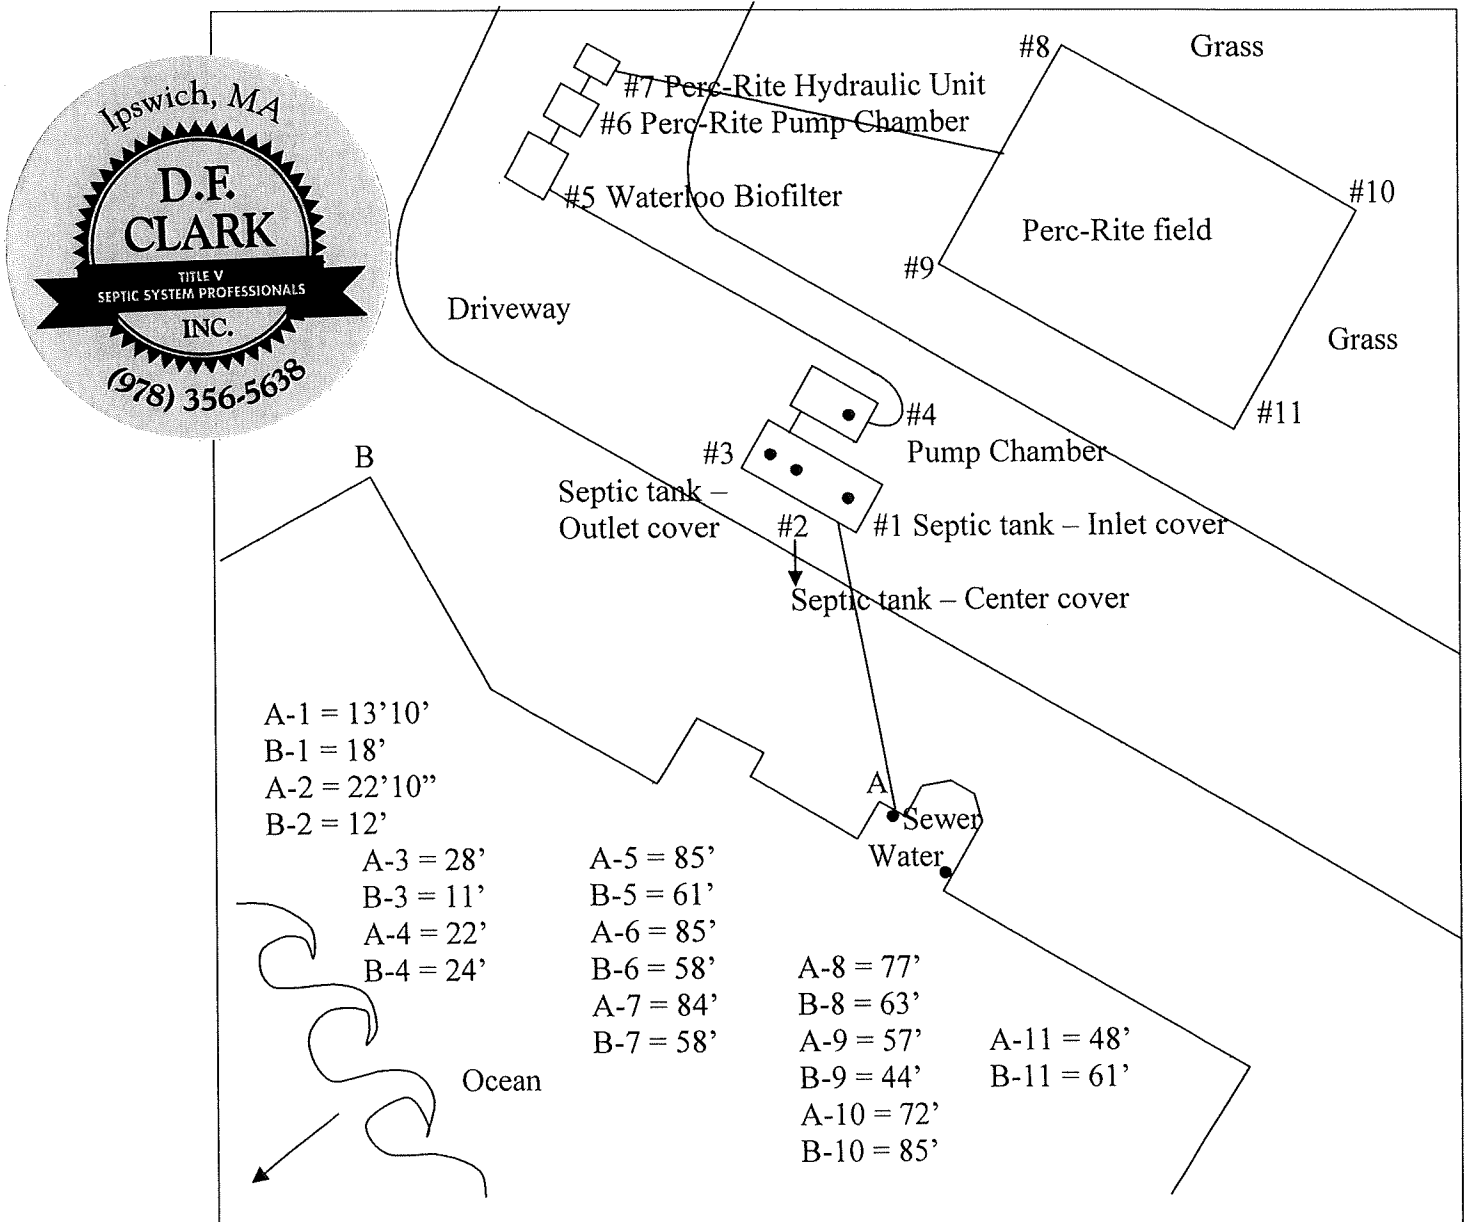 Ipswich, MA
D.F.
CLARK
TITLE V
SEPTIC SYSTEM PROFESSIONALS
INC.
(978) 356-5638
#8
Grass
#7 Perc-Rite Hydraulic Unit
#6 Perc-Rite Pump Chamber
#5 Waterloo Biofilter
#10
Perc-Rite field
#9
Driveway
Grass
#11
#4
Pump Chamber
#3
B
Septic tank –
Outlet cover
#2
#1 Septic tank – Inlet cover
Septic tank – Center cover
A-1 = 13’10’
B-1 = 18’
A-2 = 22’10”
B-2 = 12’
A
Sewer
Water
A-3 = 28’
B-3 = 11’
A-4 = 22’
B-4 = 24’
A-5 = 85’
B-5 = 61’
A-6 = 85’
B-6 = 58’
A-7 = 84’
B-7 = 58’
A-8 = 77’
B-8 = 63’
A-9 = 57’
B-9 = 44’
A-10 = 72’
B-10 = 85’
A-11 = 48’
B-11 = 61’
Ocean